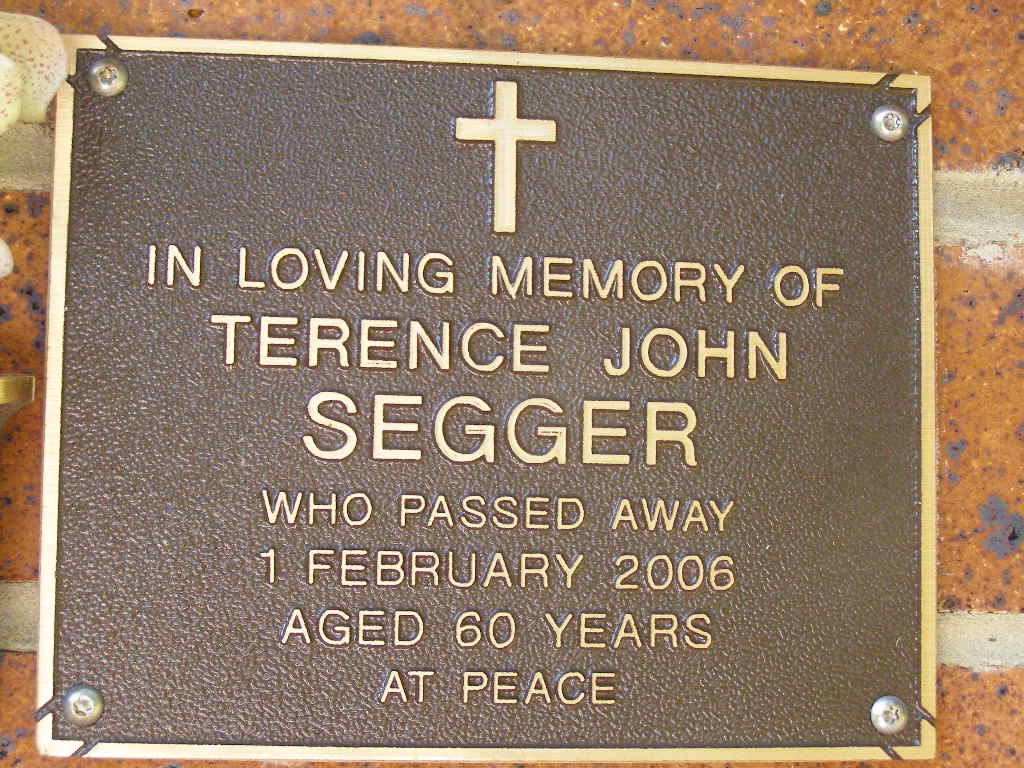 IN LOVING MEMORY OF
TERENCE JOHN
SEGGER
WHO PASSED AWAY
1 FEBRUARY 2006
AGED 60 YEARS
AT PEACE